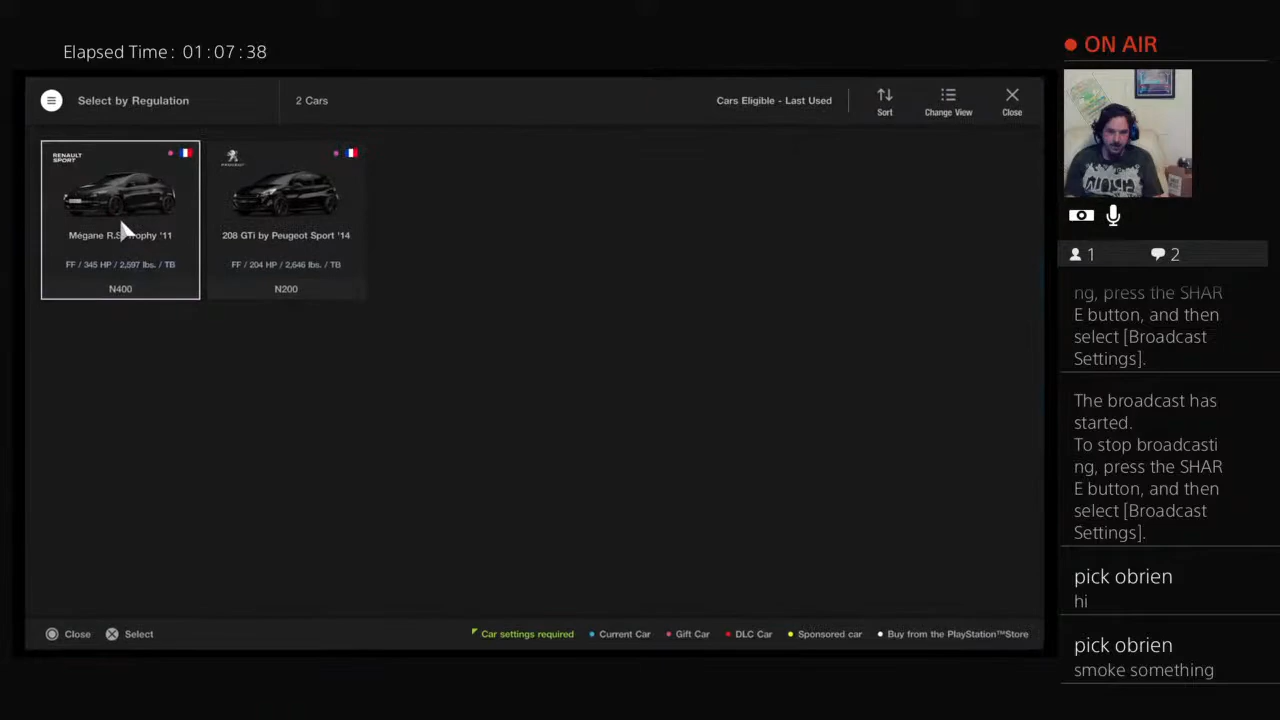 Elapsed Time: 01:07:38
ON AIR
Select by Regulation
2 Cars
Cars Eligible - Last Used
Sort
Change View
Close
RENAULT
SPORT
PEUGEOT
Mégane R.S. Trophy '11
208 GTi by Peugeot Sport '14
FF / 345 HP / 2,597 lbs. / TB
FF / 204 HP / 2,646 lbs. / TB
N400
N200
Close
Select
Car settings required
Current Car
Gift Car
DLC Car
Sponsored car
Buy from the PlayStation™Store
1
2
ng, press the SHAR
E button, and then
select [Broadcast
Settings].
The broadcast has
started.
To stop broadcasti
ng, press the SHAR
E button, and then
select [Broadcast
Settings].
pick obrien
hi
pick obrien
smoke something